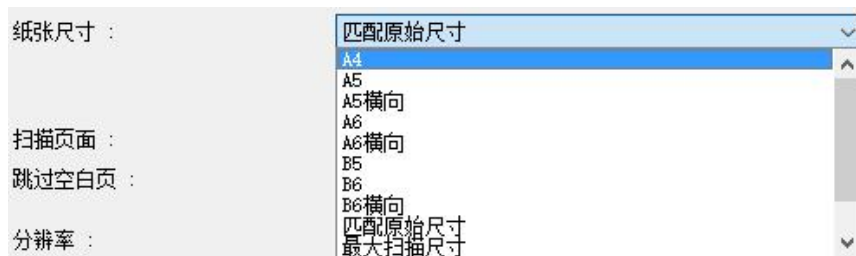 纸张尺寸 : 匹配原始尺寸
A4
A5
A5横向
A6
扫描页面 : A6横向
B5
跳过空白页 :
B6
B6横向
匹配原始尺寸
分辨率 : 最大扫描尺寸